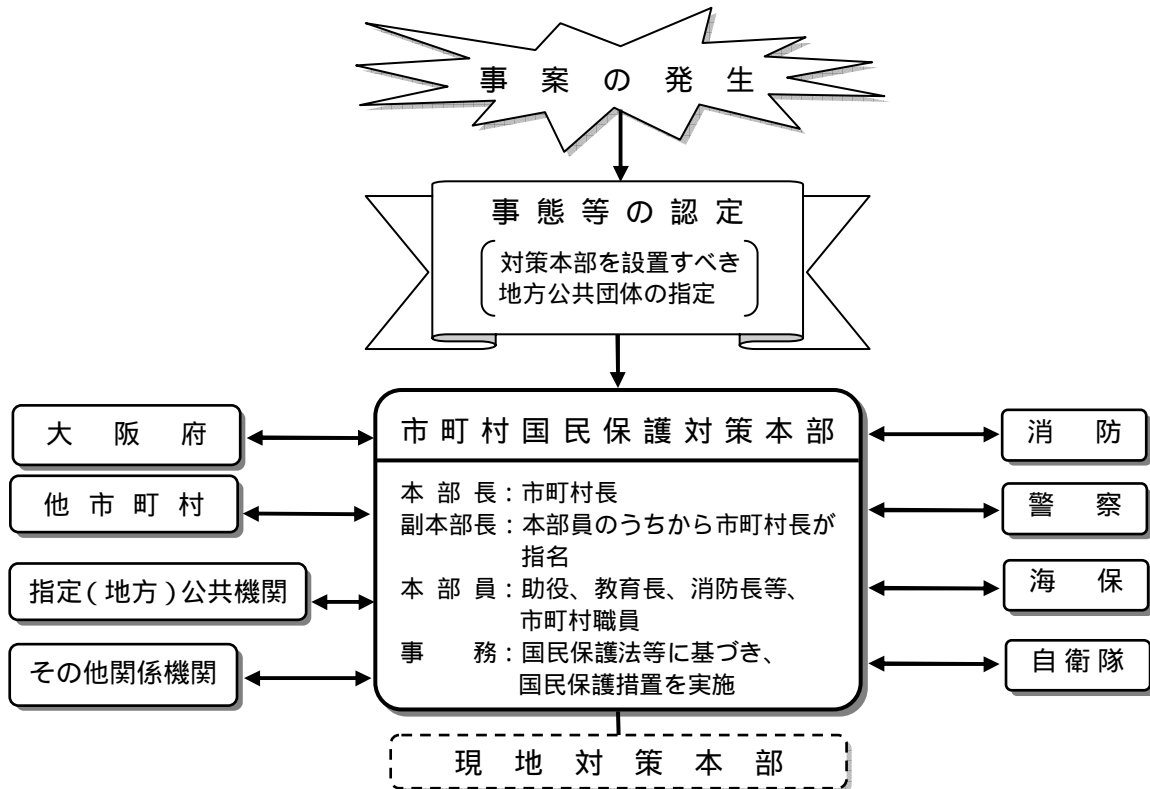 事案の発生
事態等の認定
対策本部を設置すべき
地方公共団体の指定
市町村国民保護対策本部
本部長：市町村長
副本部長：本部員のうちから市町村長が
指名
本部員：助役、教育長、消防長等、
市町村職員
事務：国民保護法等に基づき、
国民保護措置を実施
大阪府
他市町村
指定(地方)公共機関
その他関係機関
消防
警察
海保
自衛隊
現地対策本部